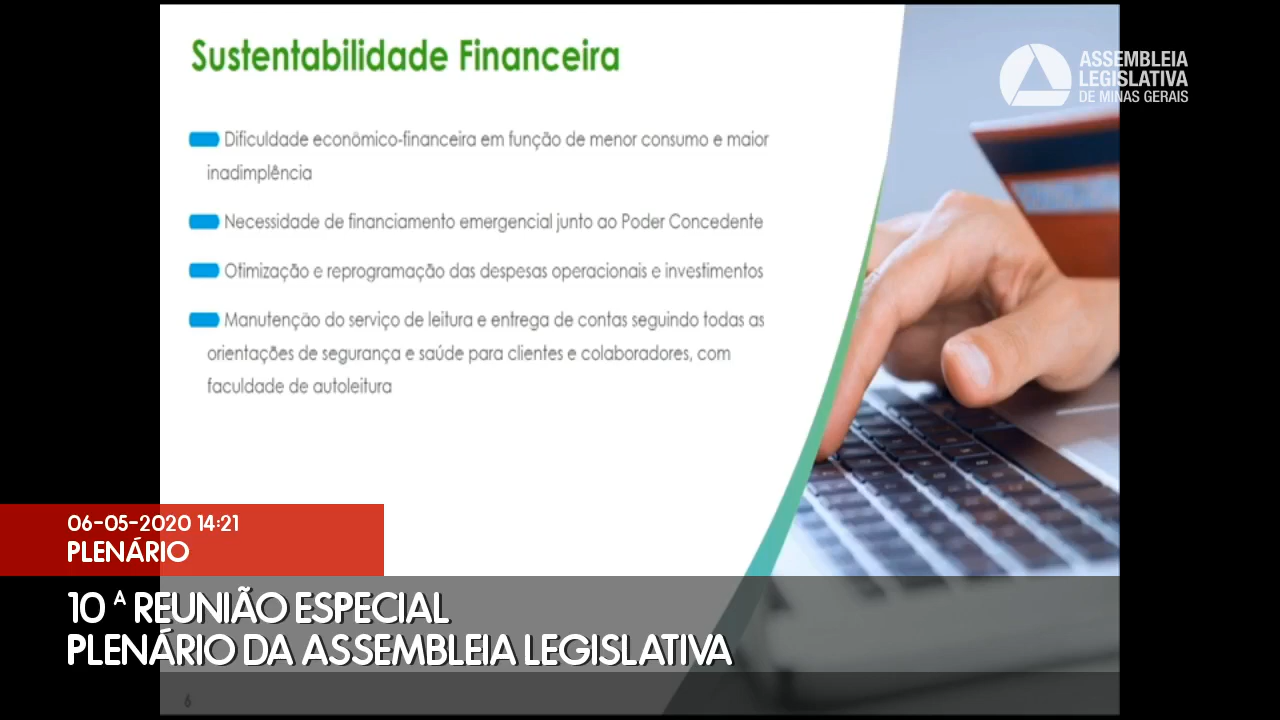 Sustentabilidade Financeira
ASSEMBLEIA
LEGISLATIVA
DE MINAS GERAIS
Dificuldade econômico-financeira em função de menor consumo e maior
inadimplência
Necessidade de financiamento emergencial junto ao Poder Concedente
Otimização e reprogramação das despesas operacionais e investimentos
Manutenção do serviço de leitura e entrega de contas seguindo todas as
orientações de segurança e saúde para clientes e colaboradores, com
faculdade de autoleitura
06-05-2020 14:21
PLENÁRIO
10 ª REUNIÃO ESPECIAL
PLENÁRIO DA ASSEMBLEIA LEGISLATIVA
6